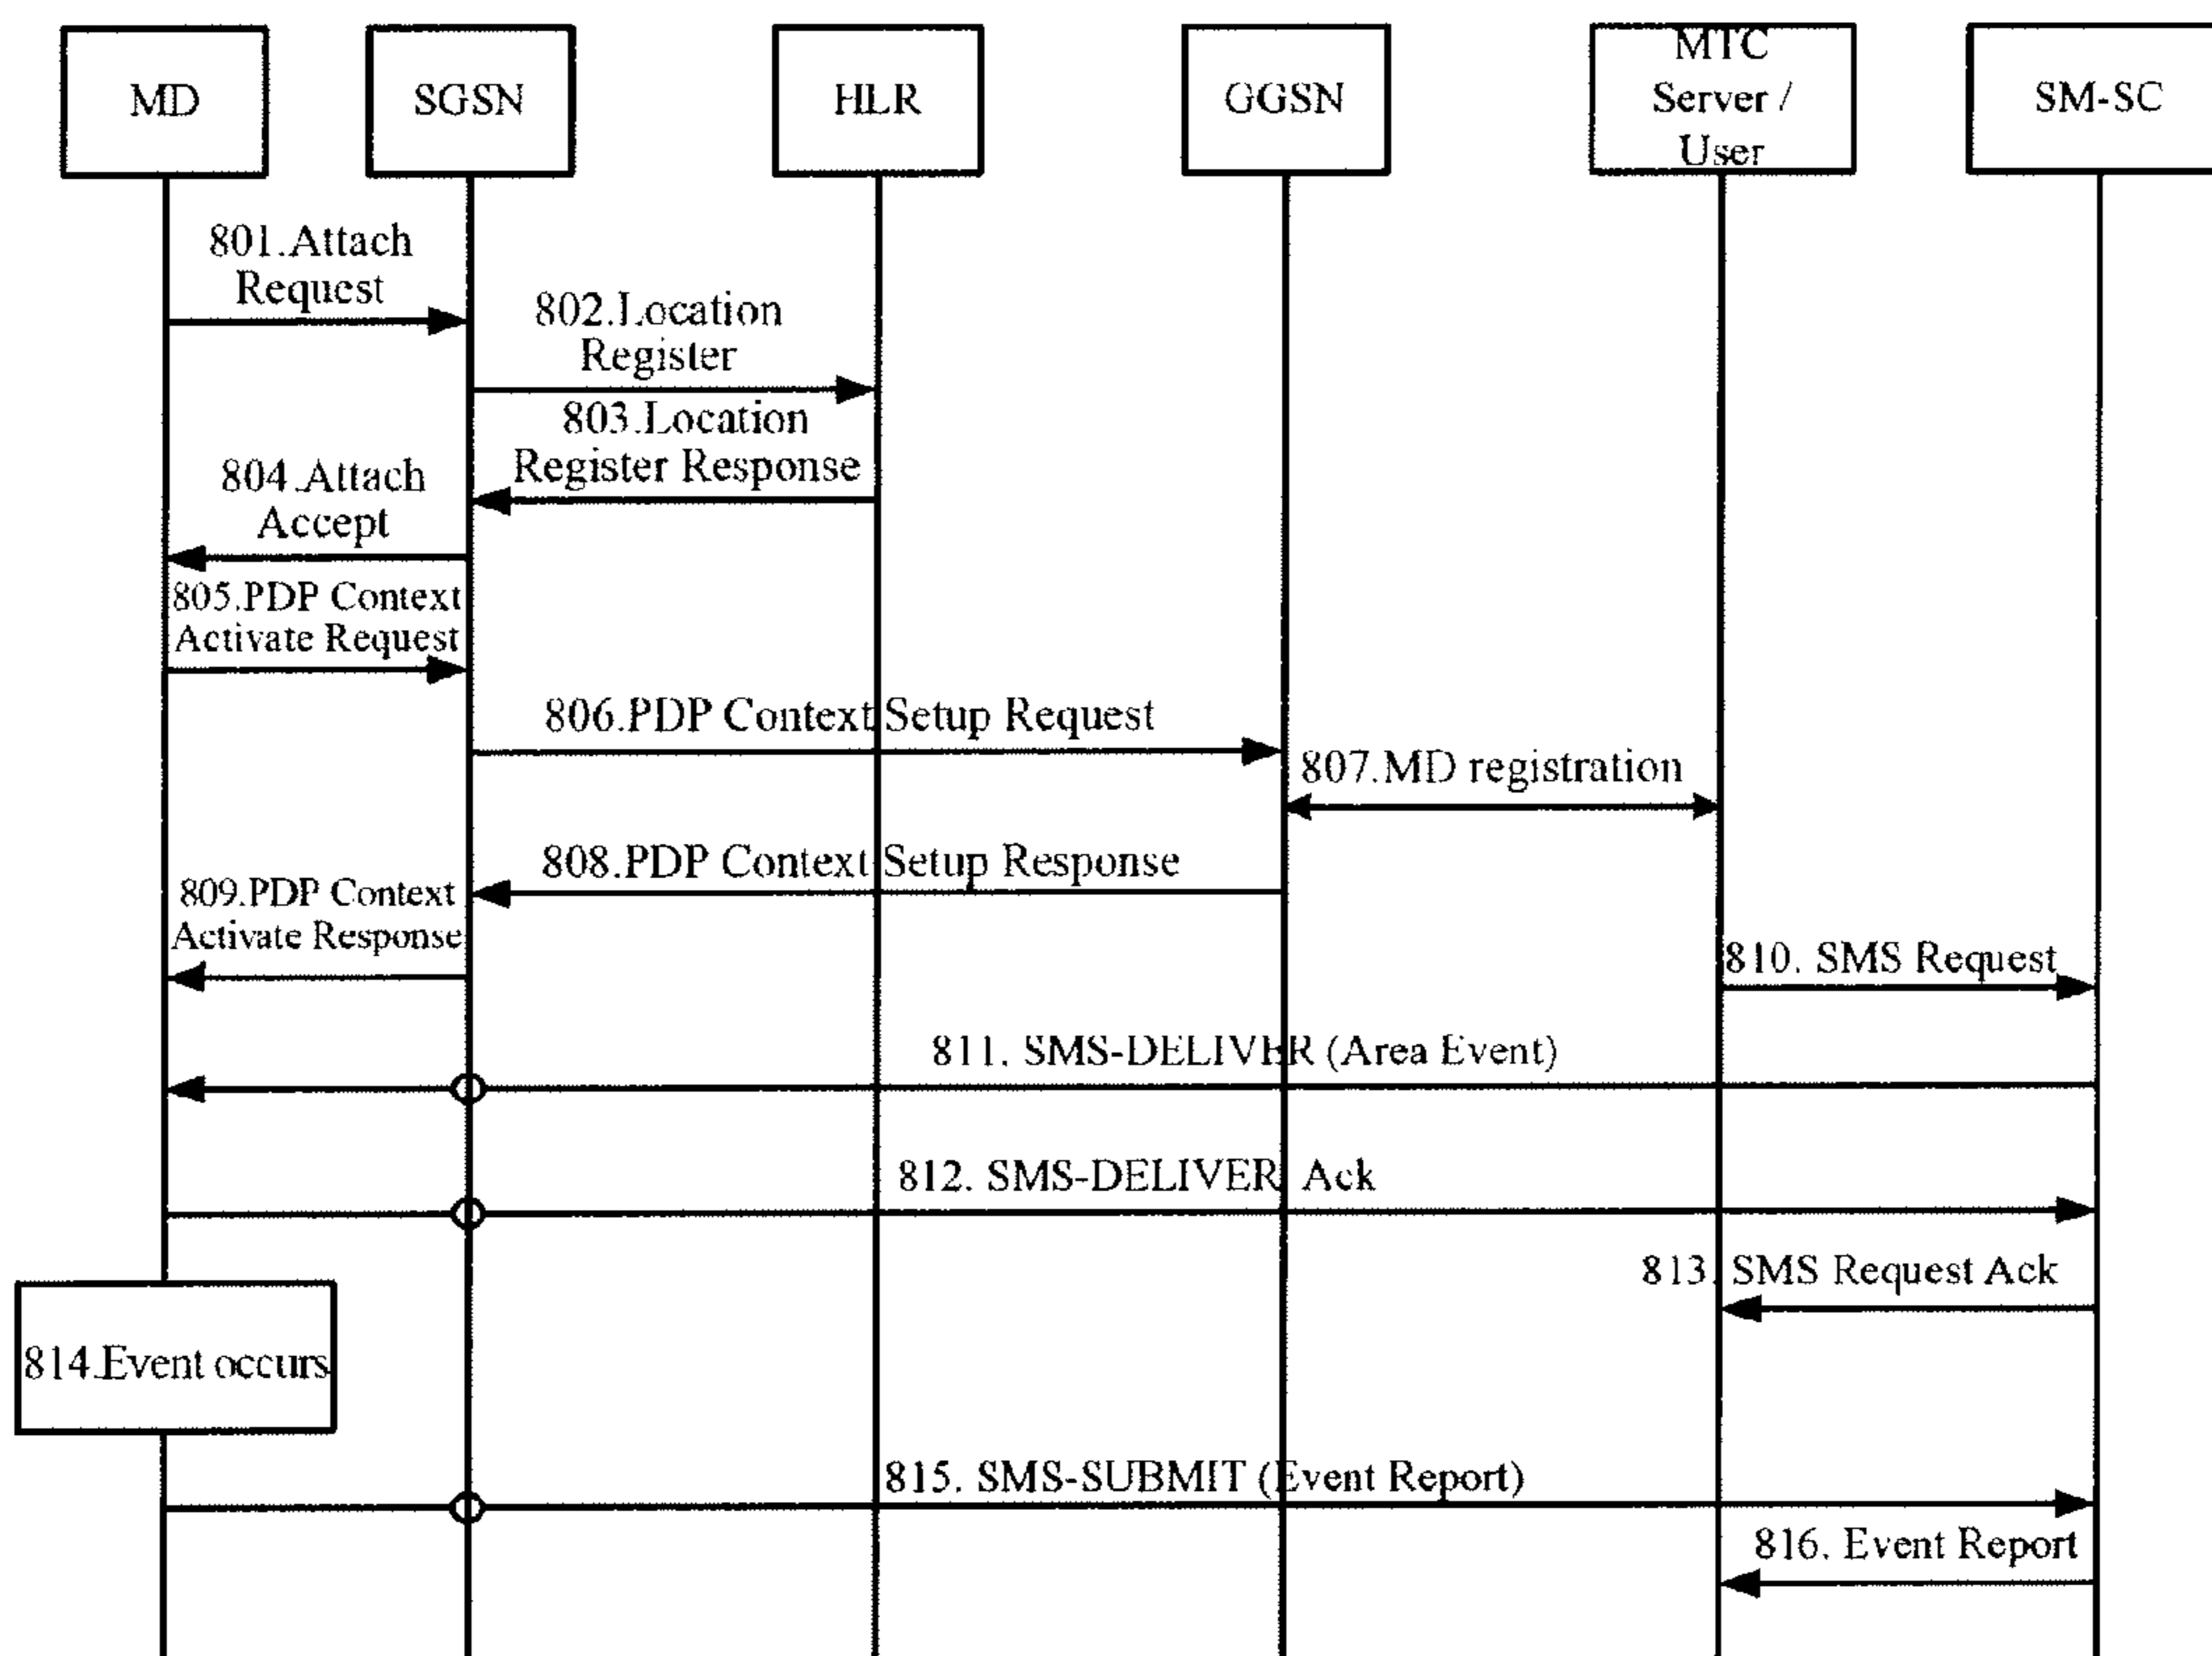 MD
SGSN
HLR
GGSN
MTC
Server /
User
SM-SC
801.Attach
Request
802.Location
Register
803.Location
Register Response
804.Attach
Accept
805.PDP Context
Activate Request
806.PDP Context Setup Request
807.MD registration
808.PDP Context Setup Response
809.PDP Context
Activate Response
810. SMS Request
811. SMS-DELIVER (Area Event)
812. SMS-DELIVER Ack
813. SMS Request Ack
814.Event occurs
815. SMS-SUBMIT (Event Report)
816. Event Report